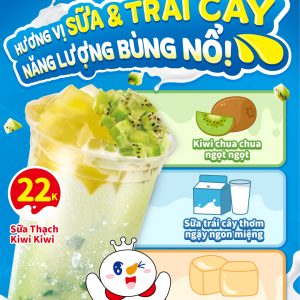 HƯƠNG VỊ SỮA & TRÁI CÂY
NĂNG LƯỢNG BÙNG NỔ!
Kiwi chua chua
ngọt ngọt
22K
Sữa Thạch
Kiwi Kiwi
Sữa trái cây thơm
ngậy ngon miệng